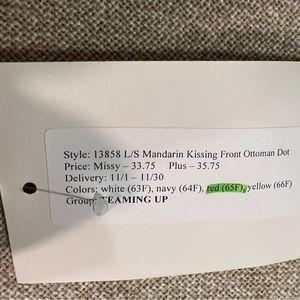 Style: 13858 L/S Mandarin Kissing Front Ottoman Dot
Price: Missy – 33.75 Plus – 35.75
Delivery: 11/1 – 11/30
Colors: white (63F), navy (64F), red (65F), yellow (66F)
Group: TEAMING UP